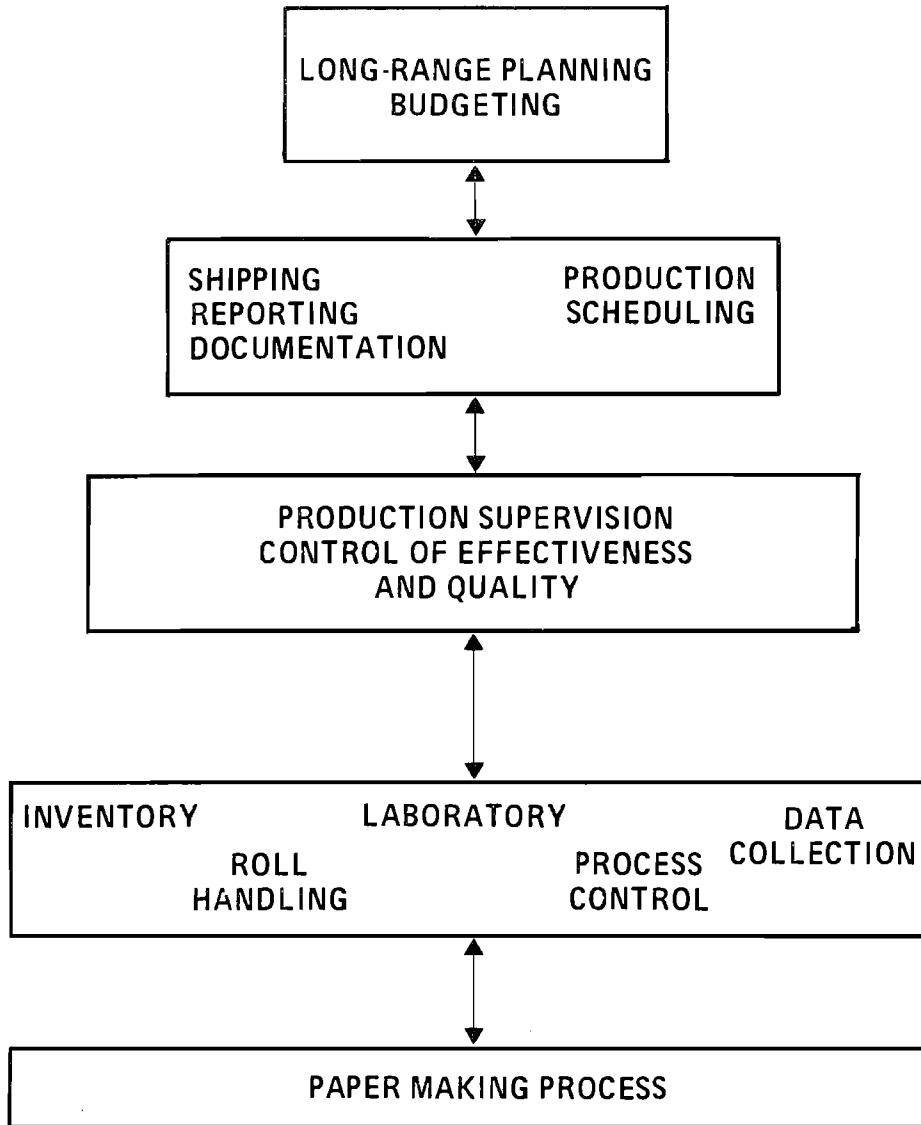 LONG-RANGE PLANNING
BUDGETING
SHIPPING
REPORTING
DOCUMENTATION
PRODUCTION
SCHEDULING
PRODUCTION SUPERVISION
CONTROL OF EFFECTIVENESS
AND QUALITY
INVENTORY
ROLL
HANDLING
LABORATORY
PROCESS
CONTROL
DATA
COLLECTION
PAPER MAKING PROCESS